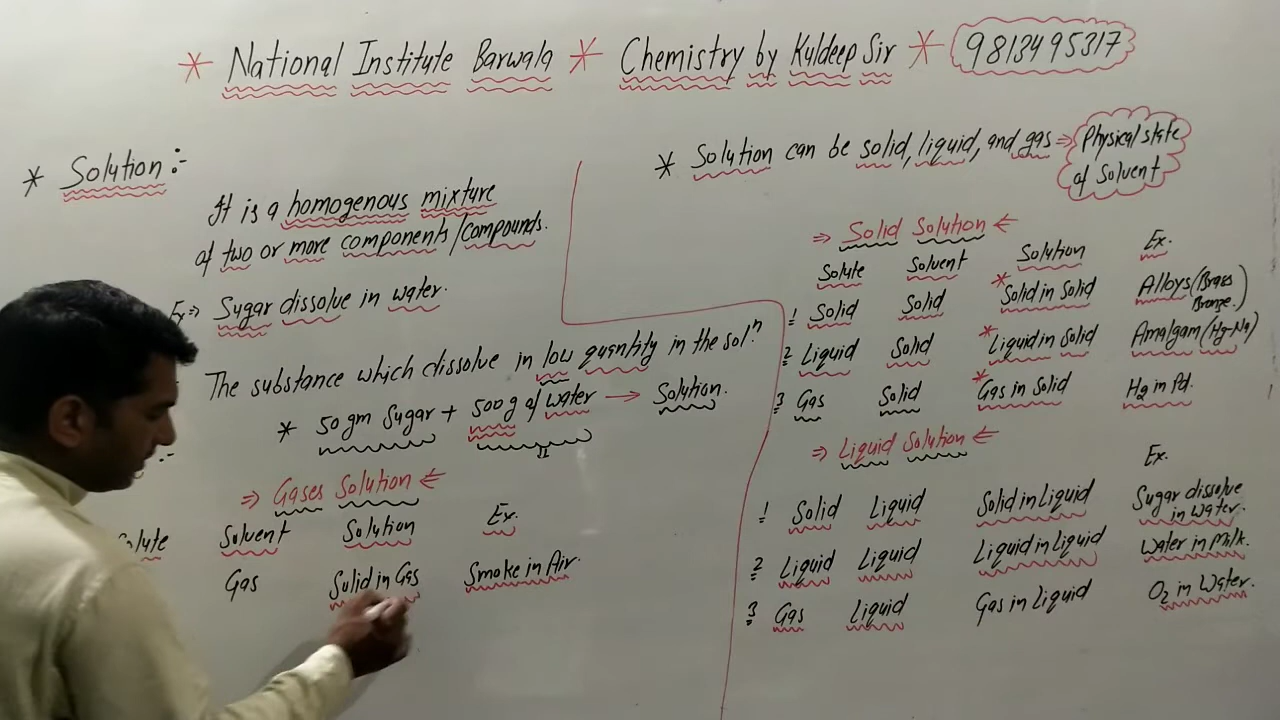 * National Institute Barwala * Chemistry by Kuldeep Sir * 9813495317
* Solution :-
It is a homogenous mixture
of two or more components/compounds.
Ex ⇒ Sugar dissolve in water.
The substance which dissolve in low quantity in the solⁿ.
* 50 gm Sugar + 500g of water → Solution.
:-
⇒ Gases Solution ⇐
Solute Solvent Solution Ex.
Gas Solid in Gas Smoke in Air.
* Solution can be solid, liquid, and gas ⇒ Physical state
of Solvent
⇒ Solid Solution ⇐
Solute Solvent Solution Ex.
1 Solid Solid * Solid in Solid Alloys (Brass
Bronze.)
2 Liquid Solid * Liquid in Solid Amalgam (Hg-Na)
3 Gas Solid * Gas in Solid H2 in Pd.
⇒ Liquid Solution ⇐
Ex.
1 Solid Liquid Solid in Liquid Sugar dissolve
in Water.
2 Liquid Liquid Liquid in Liquid Water in Milk.
3 Gas Liquid Gas in Liquid O2 in Water.